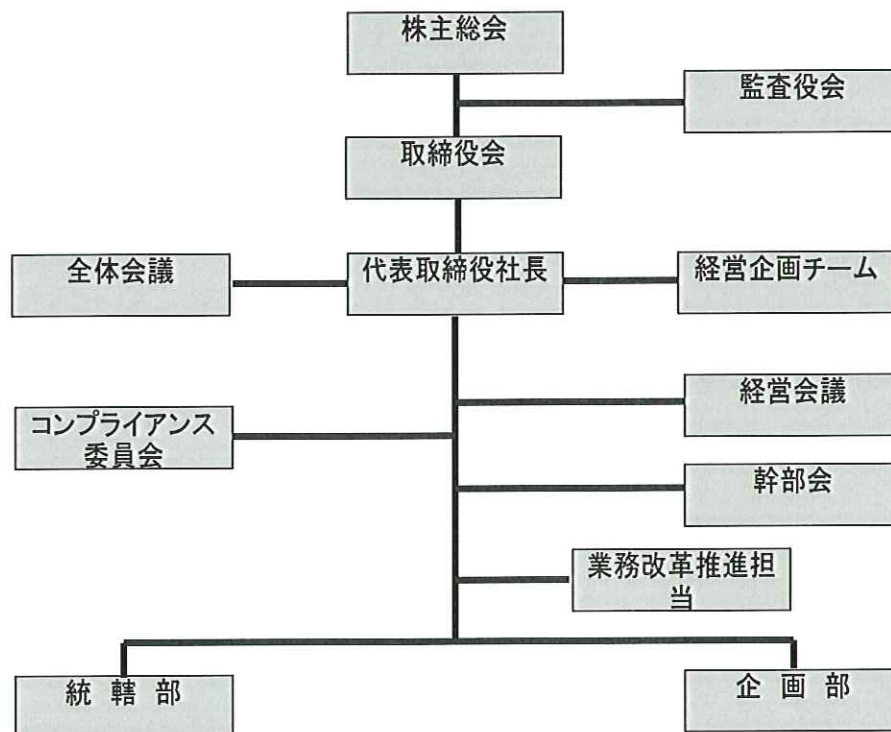 株主総会
監査役会
取締役会
全体会議
代表取締役社長
経営企画チーム
経営会議
コンプライアンス
委員会
幹部会
業務改革推進担
当
統 轄 部
企 画 部